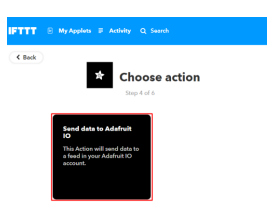 IFTTT My Applets Activity Search
< Back
Choose action
Step 4 of 6
Send data to Adafruit
IO
This Action will send data to
a feed in your Adafruit IO
account.